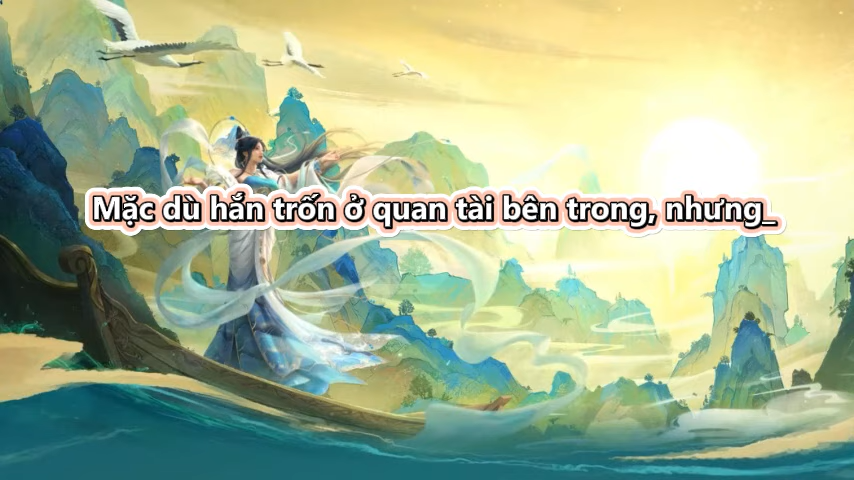 Mặc dù hắn trốn ở quan tài bên trong, nhưng_